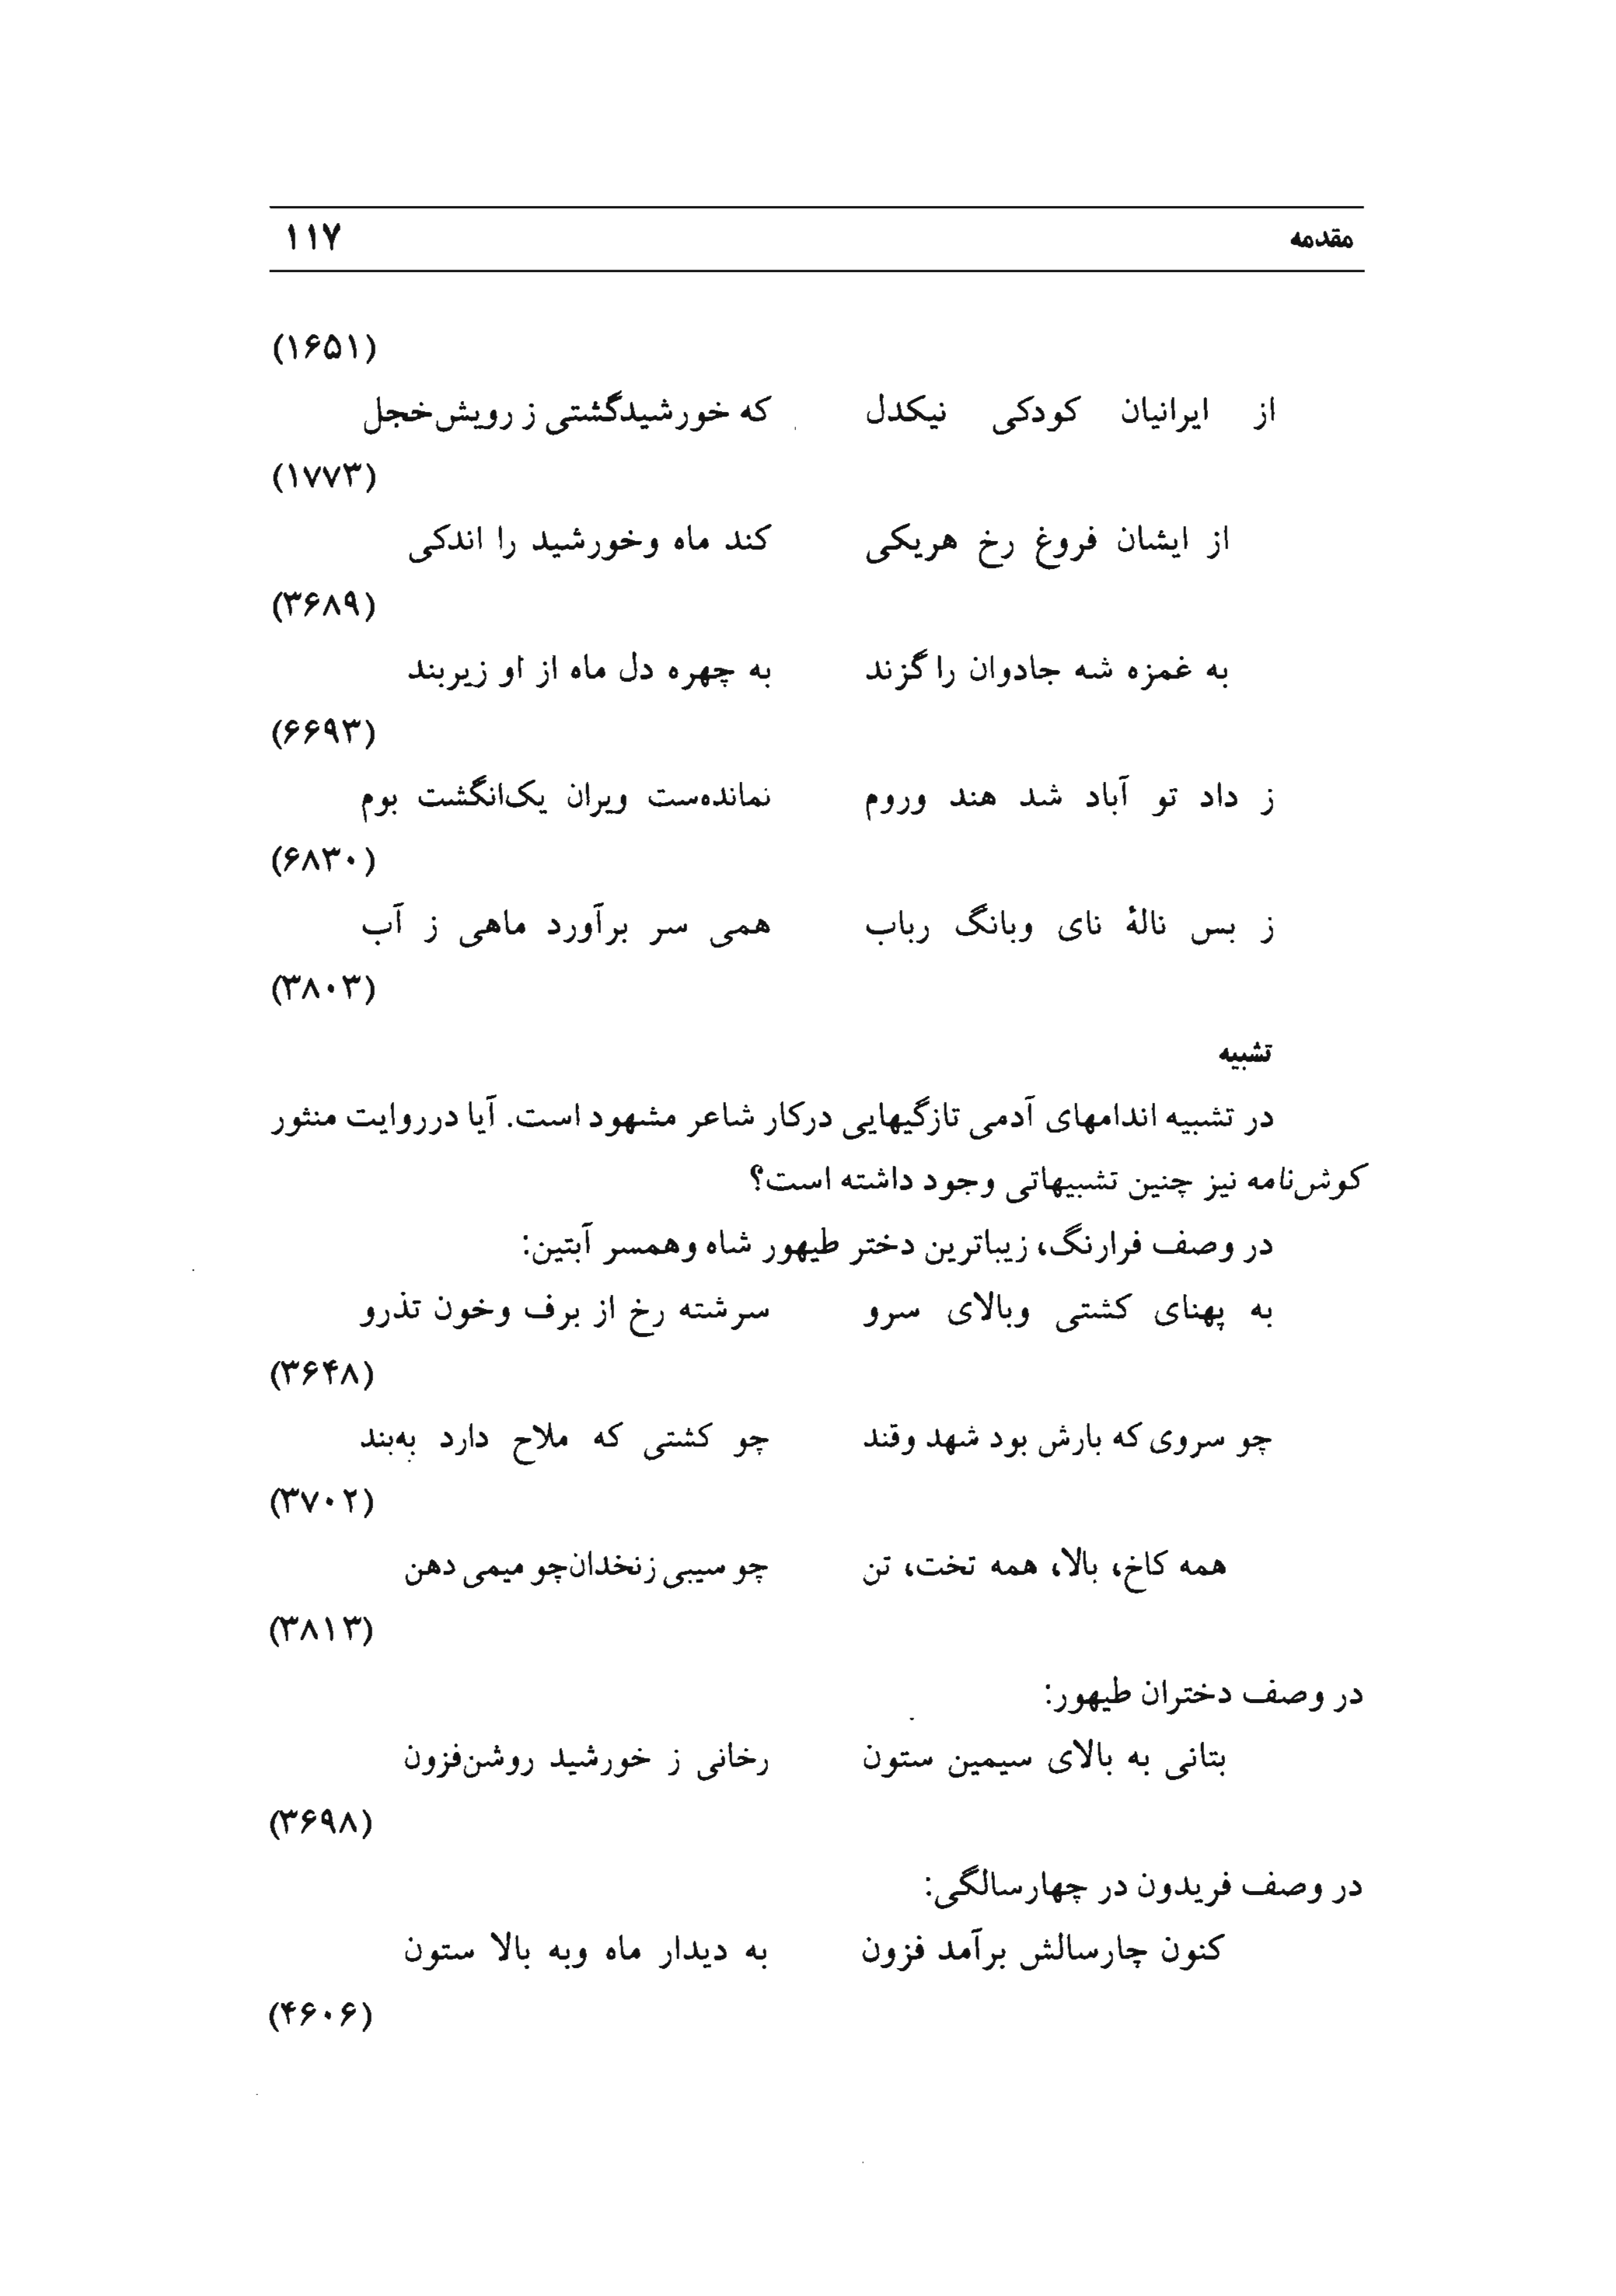 مقدمه ۱۱۷
(۱۶۵۱)
از ایرانیان کودکی نیکدل که خورشیدگشتی ز رویش خجل
(۱۷۷۳)
از ایشان فروغ رخ هریکی کند ماه وخورشید را اندکی
(۳۶۸۹)
به غمزه شه جادوان را گزند به چهره دل ماه از او زیربند
(۶۶۹۳)
ز داد تو آباد شد هند وروم نمانده‌ست ویران یک‌انگشت بوم
(۶۸۳۰)
ز بس نالهٔ نای وبانگ رباب همی سر برآورد ماهی ز آب
(۳۸۰۳)
تشبیه
در تشبیه اندامهای آدمی تازگیهایی درکار شاعر مشهود است. آیا درروایت منثور
کوش‌نامه نیز چنین تشبیهاتی وجود داشته است؟
در وصف فرارنگ، زیباترین دختر طیهور شاه وهمسر آبتین:
به پهنای کشتی وبالای سرو سرشته رخ از برف وخون تذرو
(۳۶۴۸)
چو سروی که بارش بود شهد وقند چو کشتی که ملاح دارد به‌بند
(۳۷۰۲)
همه کاخ، بالا، همه تخت، تن چو سیبی زنخدان‌چو میمی دهن
(۳۸۱۳)
در وصف دختران طیهور:
بتانی به بالای سیمین ستون رخانی ز خورشید روشن‌فزون
(۳۶۹۸)
در وصف فریدون در چهارسالگی:
کنون چارسالش برآمد فزون به دیدار ماه وبه بالا ستون
(۴۶۰۶)